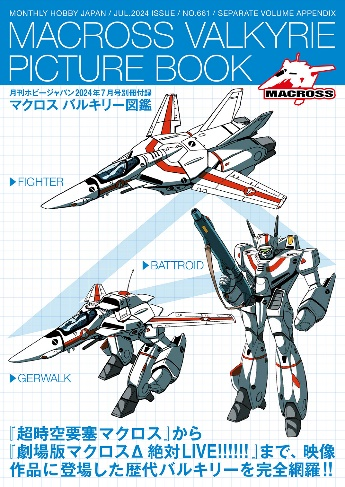 MONTHLY HOBBY JAPAN / JUL.2024 ISSUE / NO.661 / SEPARATE VOLUME APPENDIX
MACROSS VALKYRIE
PICTURE BOOK
月刊ホビージャパン2024年7月号別冊付録
マクロス バルキリー図鑑
MACROSS
▶FIGHTER
▶BATTROID
▶GERWALK
『超時空要塞マクロス』から
『劇場版マクロスΔ 絶対LIVE!!!!!!』まで、映像
作品に登場した歴代バルキリーを完全網羅!!